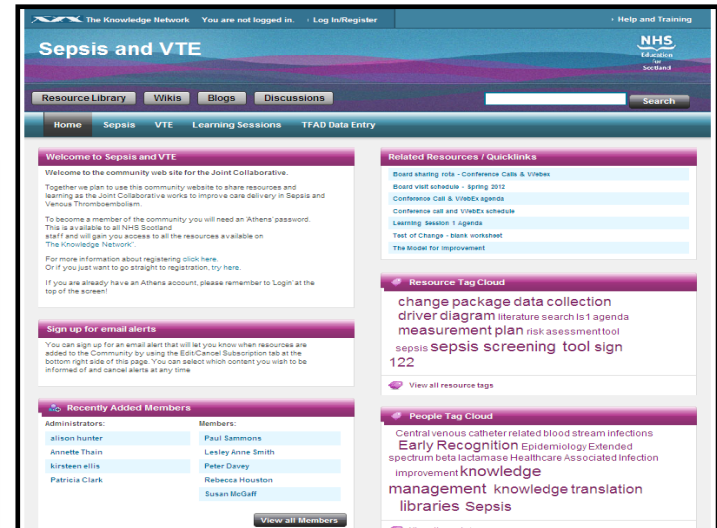 The Knowledge Network You are not logged in. › Log In/Register › Help and Training
Sepsis and VTE
NHS
Education
for
Scotland
Resource Library Wikis Blogs Discussions Search
Home Sepsis VTE Learning Sessions TFAD Data Entry
Welcome to Sepsis and VTE
Welcome to the community web site for the Joint Collaborative.
Together we plan to use this community website to share resources and
learning as the Joint Collaborative works to improve care delivery in Sepsis and
Venous Thromboembolism.
To become a member of the community you will need an 'Athens' password.
This is available to all NHS Scotland
staff and will gain you access to all the resources available on
'The Knowledge Network'.
For more information about registering click here.
Or if you just want to go straight to registration, try here.
If you are already have an Athens account, please remember to 'Login' at the
top of the screen!
Sign up for email alerts
You can sign up for an email alert that will let you know when resources are
added to the Community by using the Edit/Cancel Subscription tab at the
bottom right side of this page. You can select which content you wish to be
informed of and cancel alerts at any time
Recently Added Members
Administrators: Members:
alison hunter Paul Sammons
Annette Thain Lesley Anne Smith
kirsteen ellis Peter Davey
Patricia Clark Rebecca Houston
Susan McGaff
View all Members
Related Resources / Quicklinks
Board sharing rota - Conference Calls & Webex
Board visit schedule - Spring 2012
Conference Call & WebEx agenda
Conference call and WebEx schedule
Learning Session 1 Agenda
Test of Change - blank worksheet
The Model for Improvement
Resource Tag Cloud
change package data collection
driver diagram literature search ls1 agenda
measurement plan risk asessment tool
sepsis sepsis screening tool sign
122
View all resource tags
People Tag Cloud
Central venous catheter related blood stream infections
Early Recognition Epidemiology Extended
spectrum beta lactamase Healthcare Associated Infection
improvement knowledge
management knowledge translation
libraries Sepsis